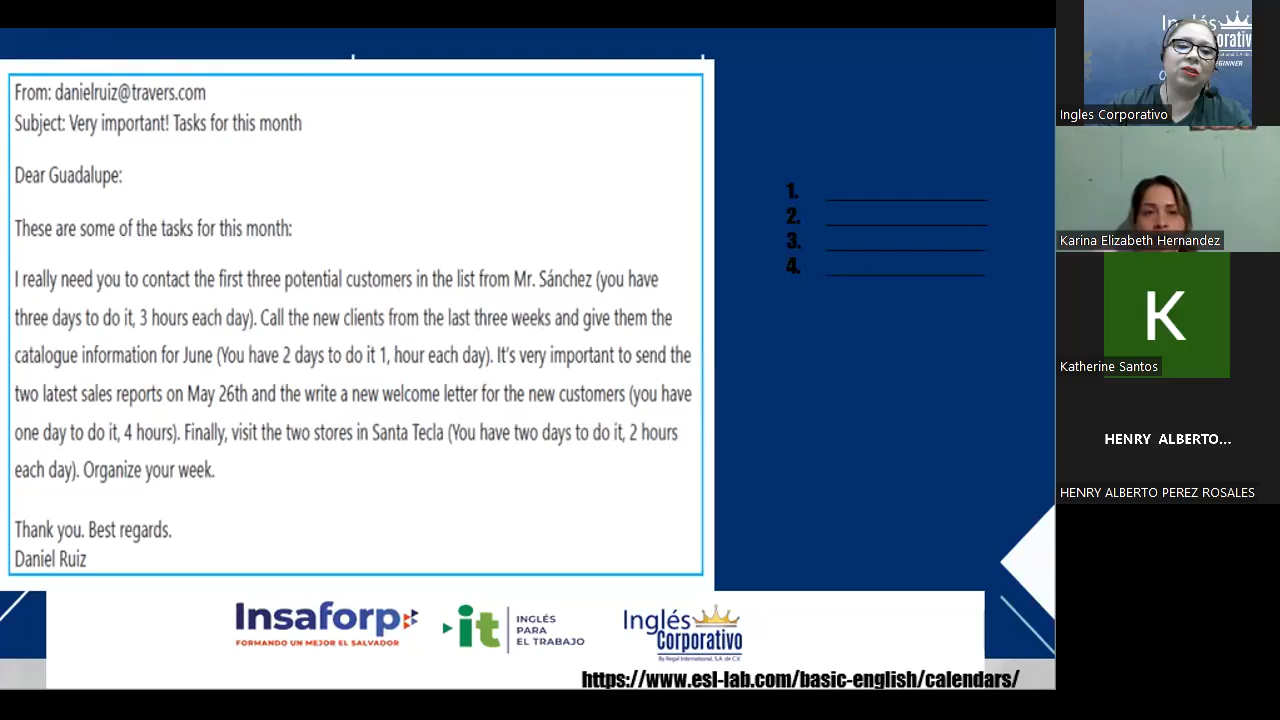 From: danielruiz@travers.com
Subject: Very important! Tasks for this month
Dear Guadalupe:
These are some of the tasks for this month:
I really need you to contact the first three potential customers in the list from Mr. Sánchez (you have
three days to do it, 3 hours each day). Call the new clients from the last three weeks and give them the
catalogue information for June (You have 2 days to do it 1, hour each day). It's very important to send the
two latest sales reports on May 26th and the write a new welcome letter for the new customers (you have
one day to do it, 4 hours). Finally, visit the two stores in Santa Tecla (You have two days to do it, 2 hours
each day). Organize your week.
Thank you. Best regards.
Daniel Ruiz
1.
2.
3.
4.
Insaforp
FORMANDO UN MEJOR EL SALVADOR
it
INGLÉS
PARA
EL TRABAJO
Inglés
Corporativo
By Regal International, S.A. de C.V.
https://www.esl-lab.com/basic-english/calendars/
Ingles Corporativo
Karina Elizabeth Hernandez
K
Katherine Santos
HENRY ALBERTO...
HENRY ALBERTO PEREZ ROSALES